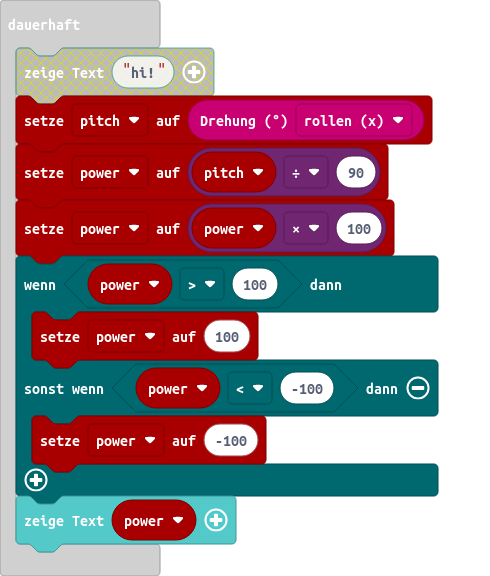 dauerhaft
zeige Text "hi!"
setze pitch auf Drehung (°) rollen (x)
setze power auf pitch ÷ 90
setze power auf power × 100
wenn power > 100 dann
setze power auf 100
sonst wenn power < -100 dann
setze power auf -100
zeige Text power